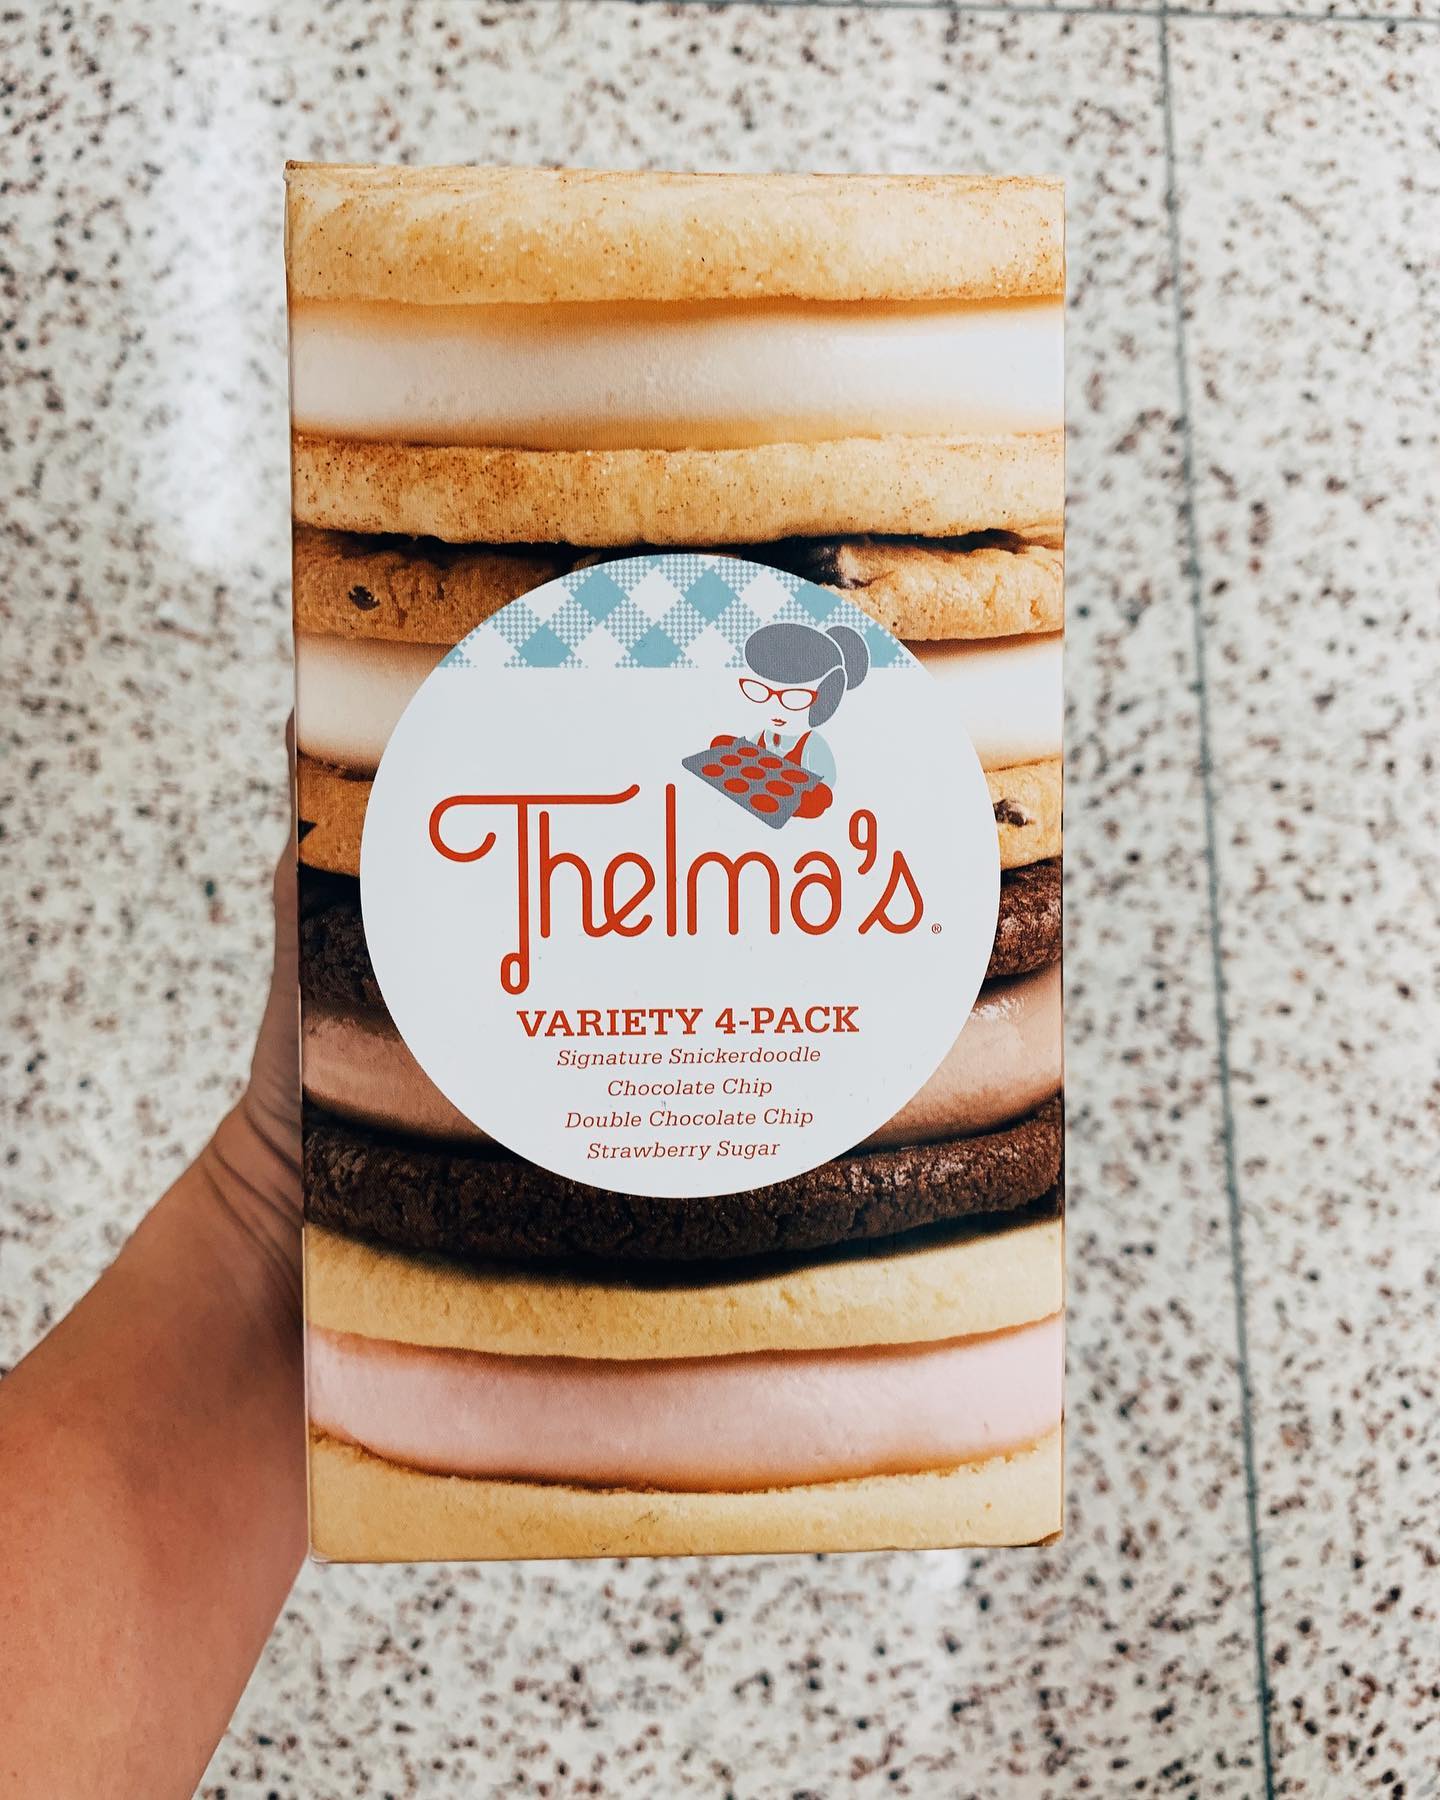 Thelma's®
VARIETY 4-PACK
Signature Snickerdoodle
Chocolate Chip
Double Chocolate Chip
Strawberry Sugar